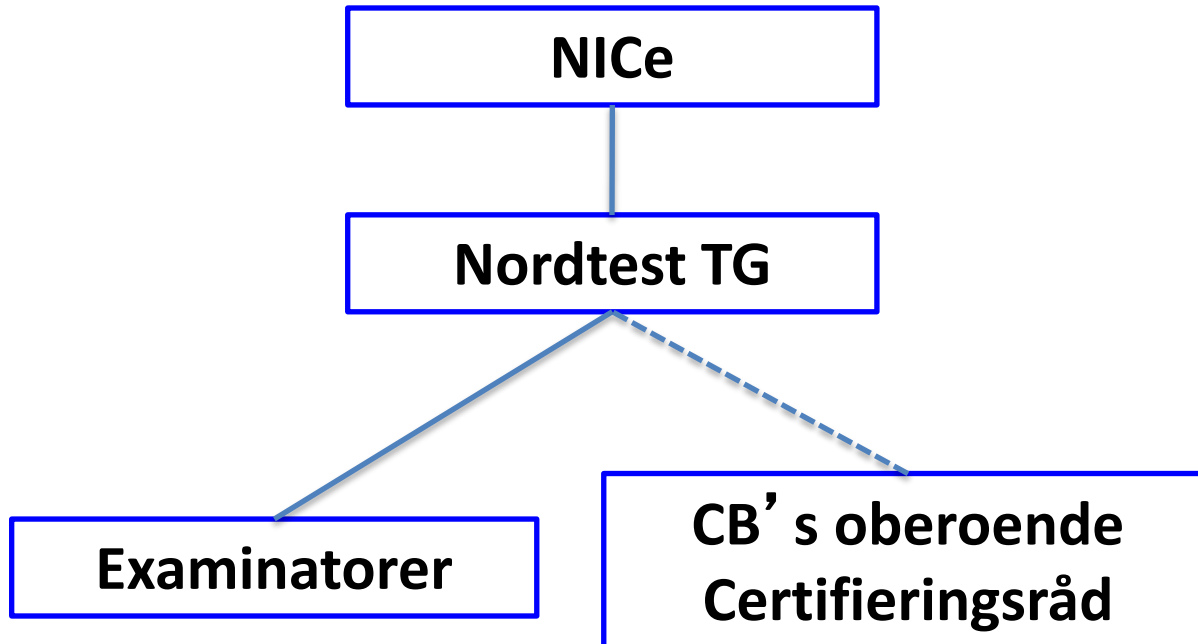 NICe
Nordtest TG
Examinatorer
CB’ s oberoende
Certifieringsråd